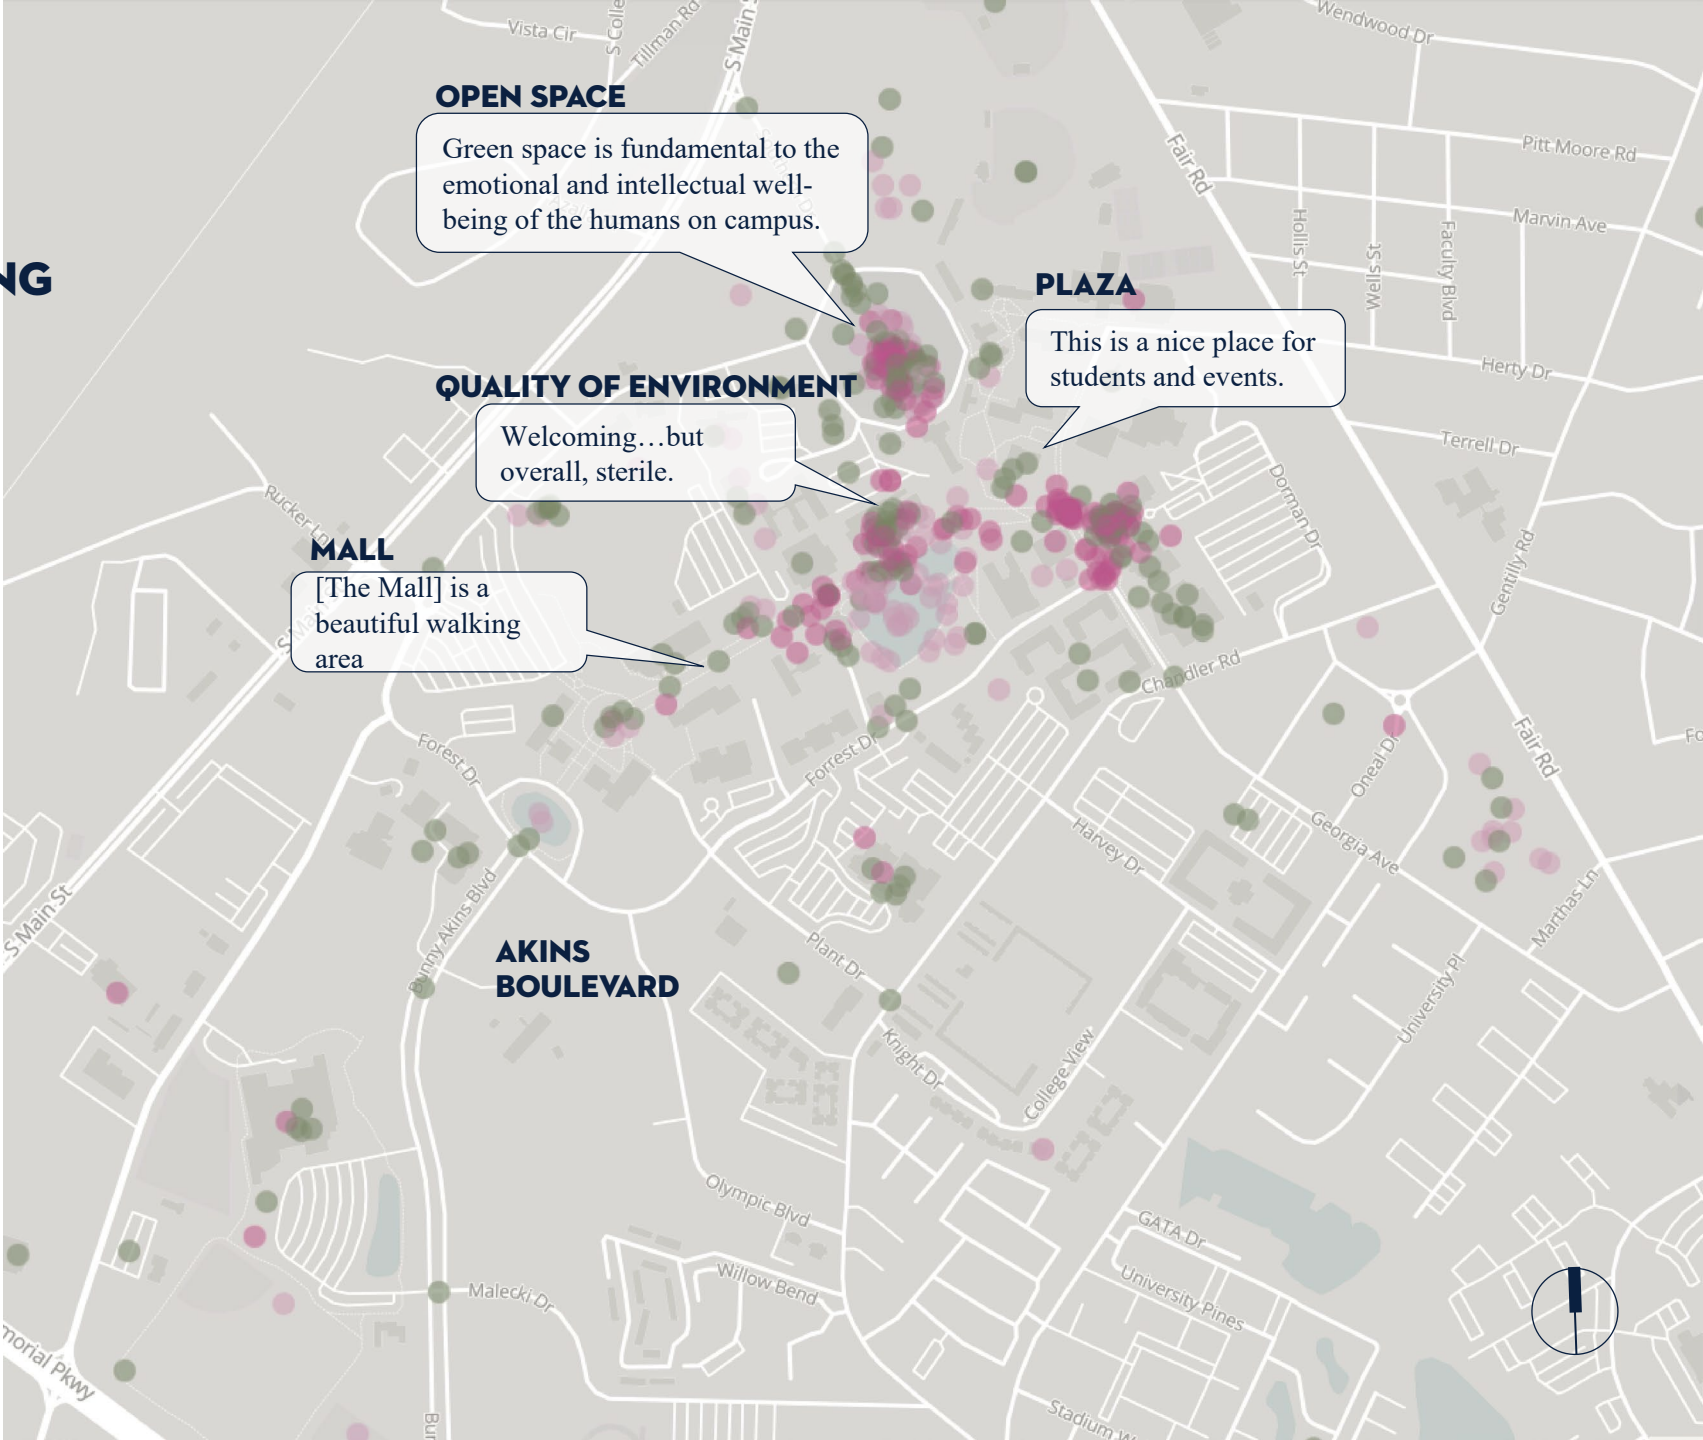 Vista Cir
S Colle
Tillman Rd
S Main S
Wendwood Dr
OPEN SPACE
Green space is fundamental to the
emotional and intellectual well-
being of the humans on campus.
Fair Rd
Pitt Moore Rd
Marvin Ave
Hollis St
Wells St
Faculty Blvd
NG
PLAZA
This is a nice place for
students and events.
Herty Dr
QUALITY OF ENVIRONMENT
Welcoming…but
overall, sterile.
Terrell Dr
Dorman Dr
Rucker Ln
Gentilly Rd
MALL
[The Mall] is a
beautiful walking
area
S Main
Chandler Rd
Forest Dr
Forrest Dr
Fair Rd
Fo
Oneal Dr
Georgia Ave
Harvey Dr
S Main St
Bunny Akins Blvd
Marthas Ln
AKINS
BOULEVARD
Plant Dr
University Pl
Knight Dr
College View
Olympic Blvd
GATA Dr
Willow Bend
Malecki Dr
University Pines
morial Pkwy
Bur
Stadium W